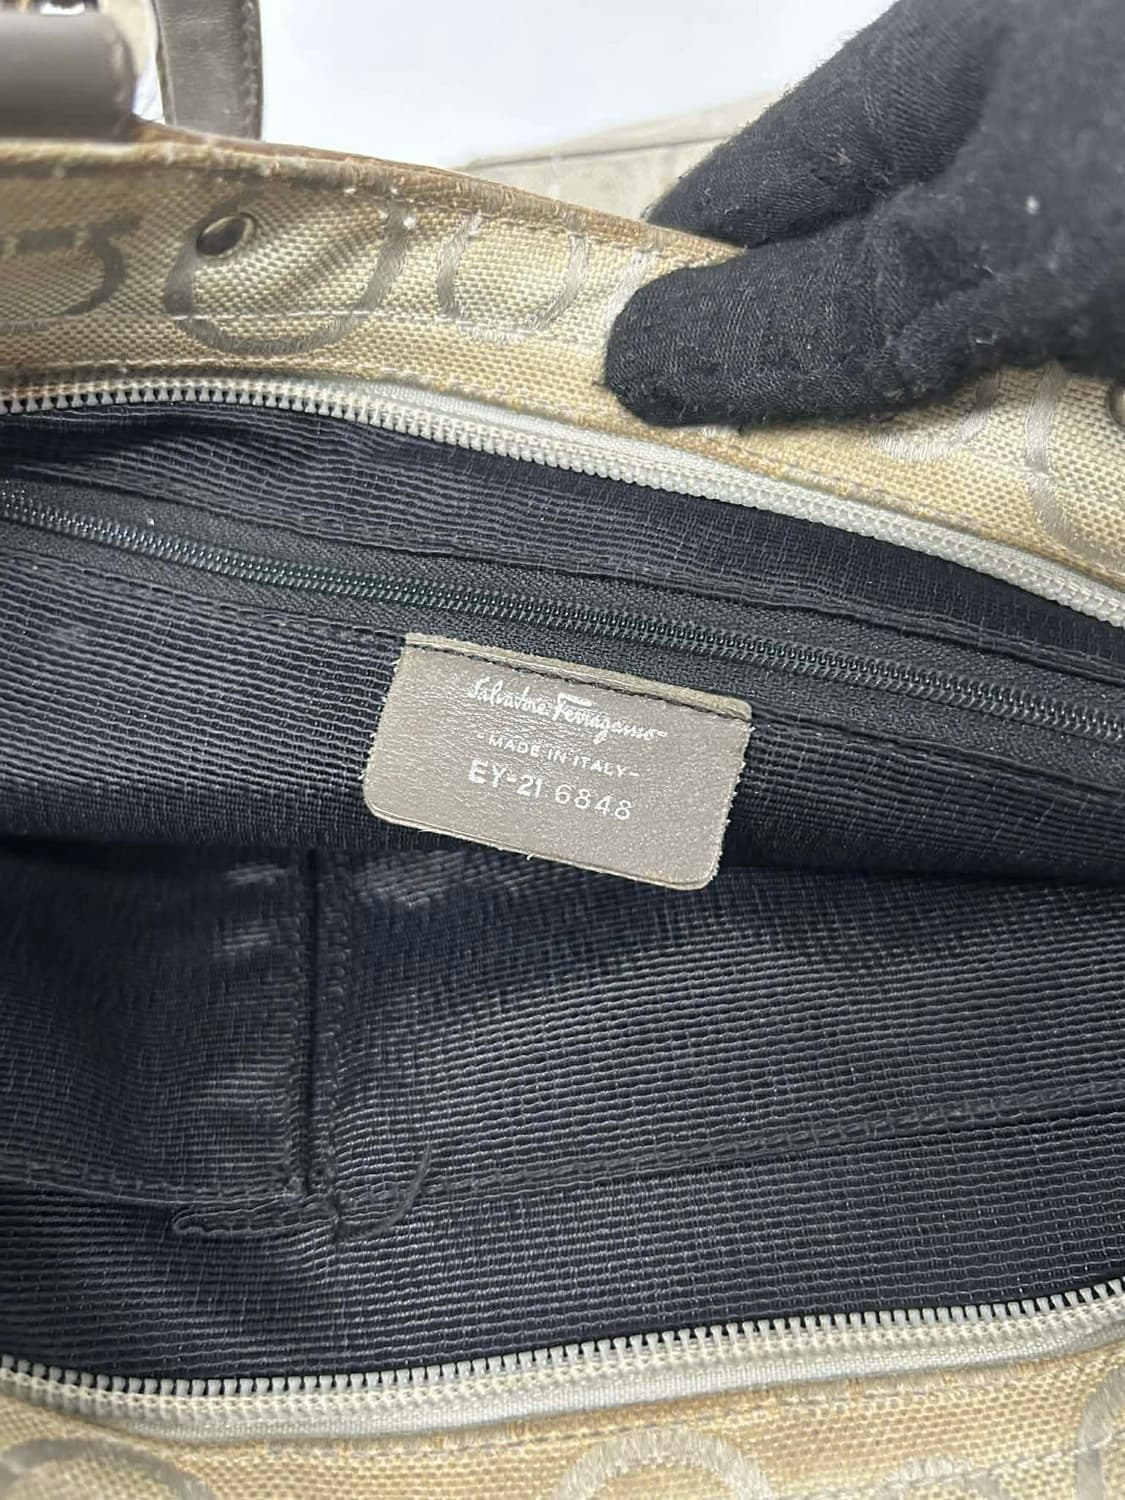 Salvatore Ferragamo
-MADE IN ITALY-
EY-21 6848